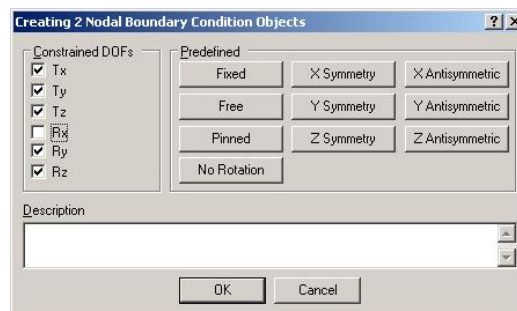 Creating 2 Nodal Boundary Condition Objects
Constrained DOFs
Tx
Ty
Tz
Rx
Ry
Rz
Predefined
Fixed X Symmetry X Antisymmetric
Free Y Symmetry Y Antisymmetric
Pinned Z Symmetry Z Antisymmetric
No Rotation
Description
OK Cancel